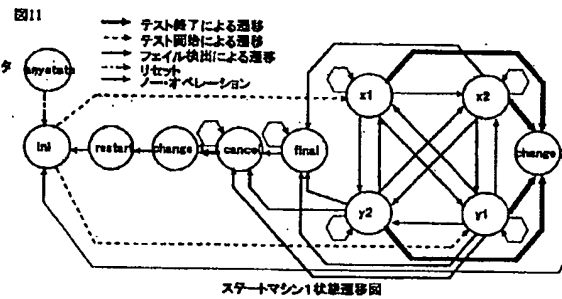 図11
テスト終了による遷移
テスト開始による遷移
フェイル検出による遷移
リセット
ノー・オペレーション
タ
anystate
ini
restart
change
cancel
final
x1
x2
y2
y1
change
ステートマシン1状態遷移図